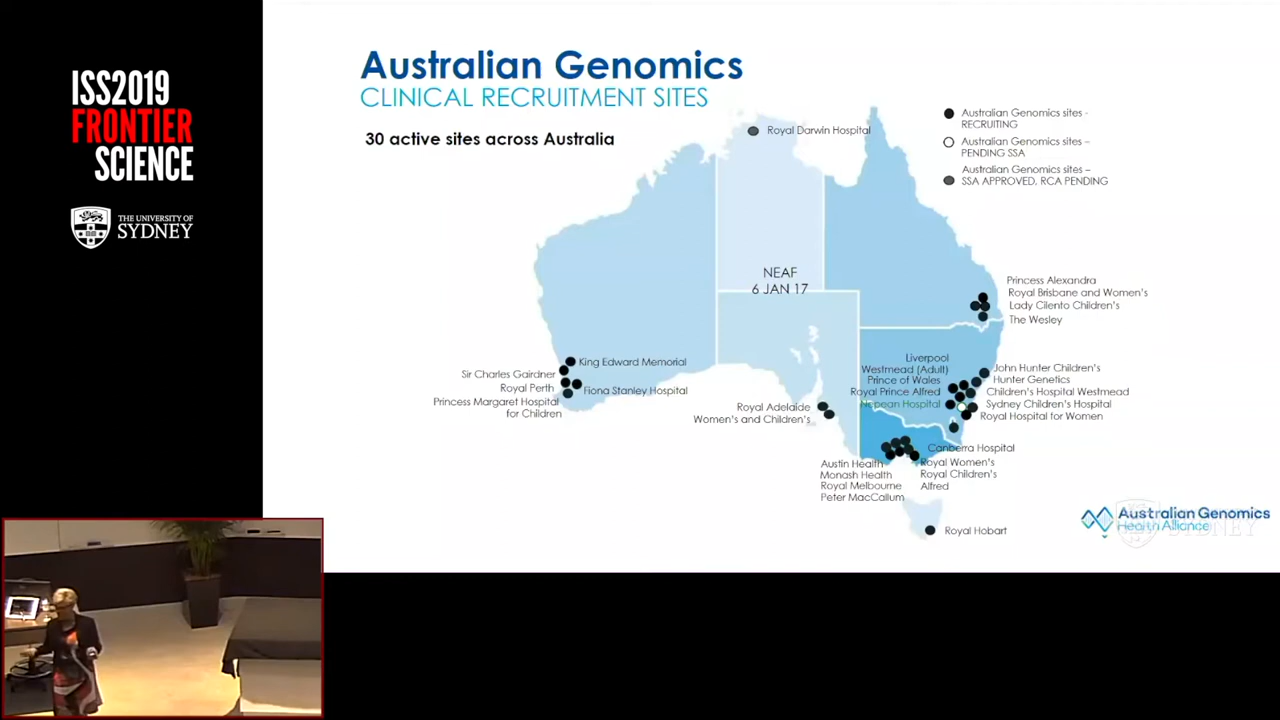 ISS2019
FRONTIER
SCIENCE
THE UNIVERSITY OF
SYDNEY
Australian Genomics
CLINICAL RECRUITMENT SITES
30 active sites across Australia
Australian Genomics sites -
RECRUITING
Australian Genomics sites –
PENDING SSA
Australian Genomics sites –
SSA APPROVED, RCA PENDING
Royal Darwin Hospital
NEAF
6 JAN 17
Princess Alexandra
Royal Brisbane and Women's
Lady Cilento Children's
The Wesley
King Edward Memorial
Sir Charles Gairdner
Royal Perth
Fiona Stanley Hospital
Princess Margaret Hospital
for Children
Royal Adelaide
Women's and Children's
Liverpool
Westmead (Adult)
Prince of Wales
Royal Prince Alfred
Nepean Hospital
John Hunter Children's
Hunter Genetics
Children's Hospital Westmead
Sydney Children's Hospital
Royal Hospital for Women
Canberra Hospital
Austin Health
Monash Health
Royal Melbourne
Peter MacCallum
Royal Women's
Royal Children's
Alfred
Royal Hobart
Australian Genomics
Health Alliance
SYDNEY